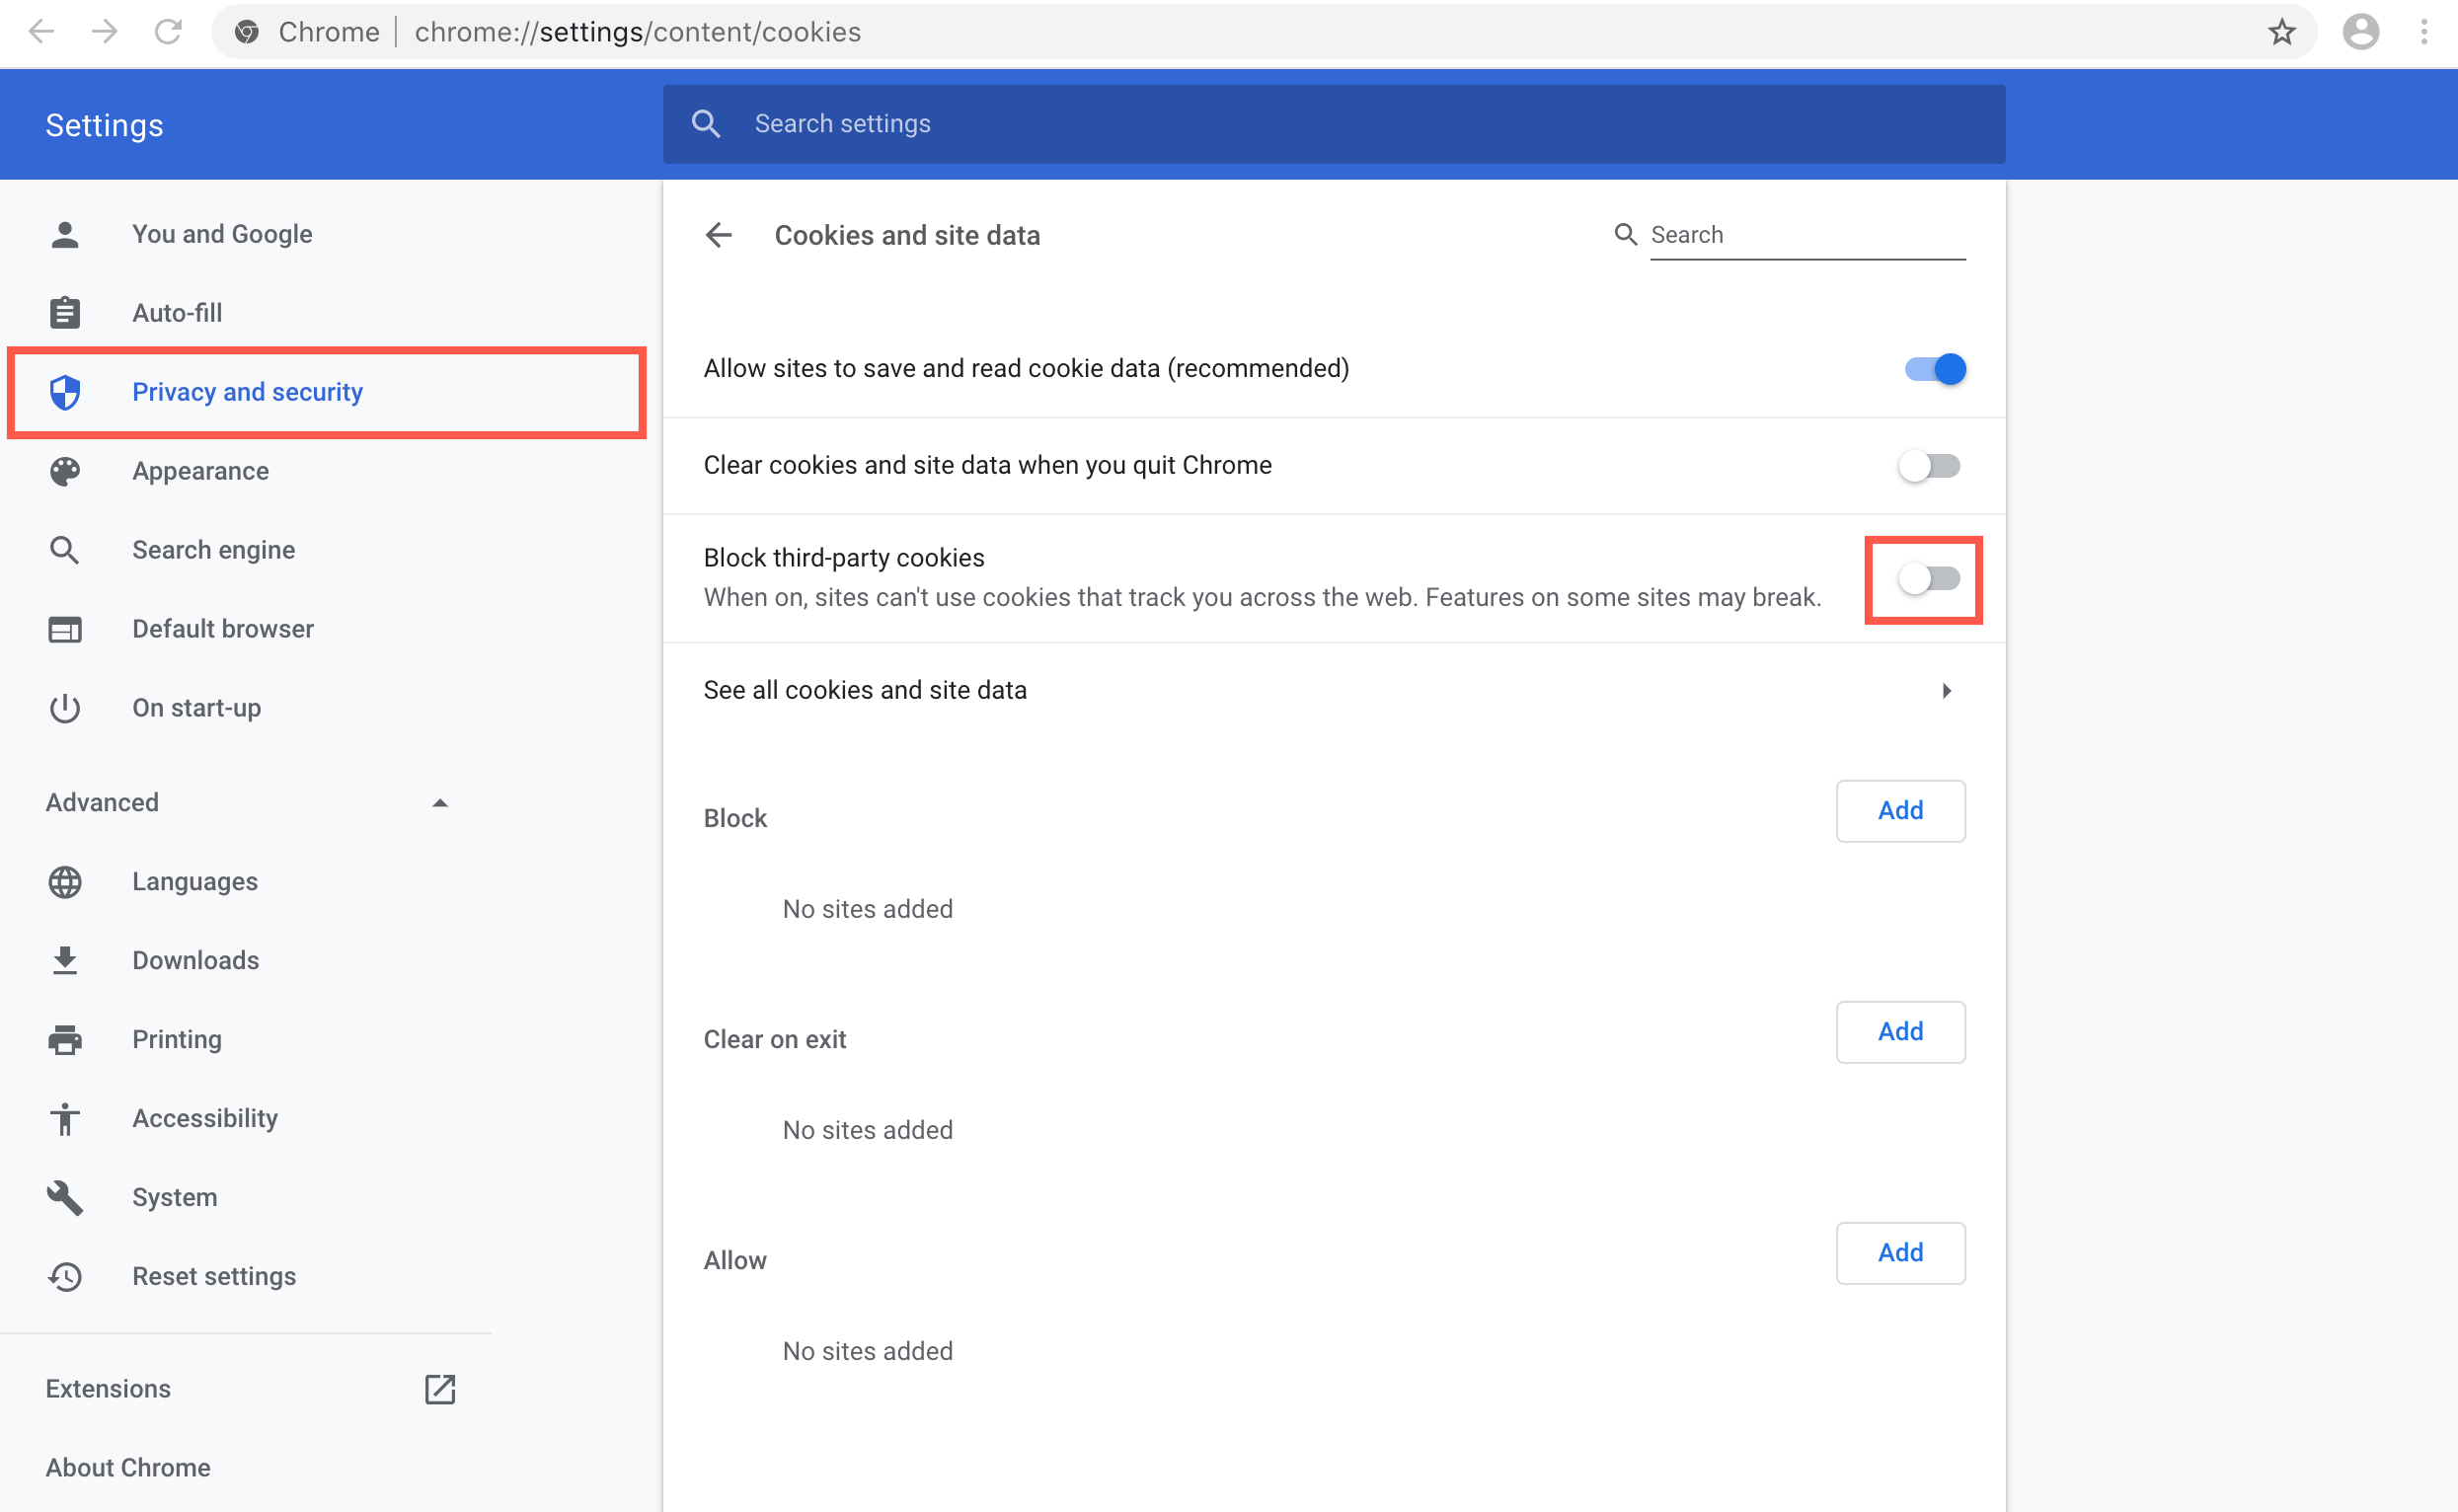 Chrome | chrome://settings/content/cookies
Settings
Search settings
You and Google
Auto-fill
Privacy and security
Appearance
Search engine
Default browser
On start-up
Advanced
Languages
Downloads
Printing
Accessibility
System
Reset settings
Extensions
About Chrome
Cookies and site data
Search
Allow sites to save and read cookie data (recommended)
Clear cookies and site data when you quit Chrome
Block third-party cookies
When on, sites can't use cookies that track you across the web. Features on some sites may break.
See all cookies and site data
Block
Add
No sites added
Clear on exit
Add
No sites added
Allow
Add
No sites added